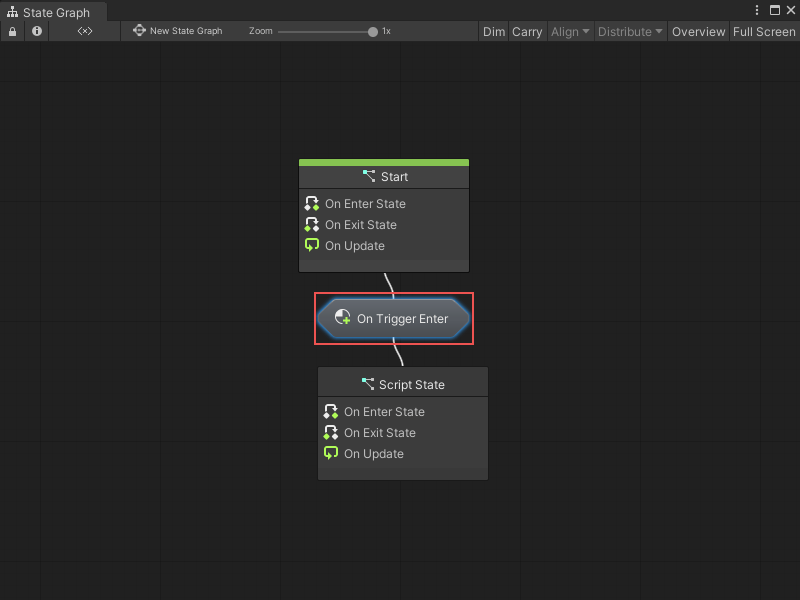 State Graph
<×> New State Graph Zoom 1x Dim Carry Align Distribute Overview Full Screen
Start
On Enter State
On Exit State
On Update
On Trigger Enter
Script State
On Enter State
On Exit State
On Update